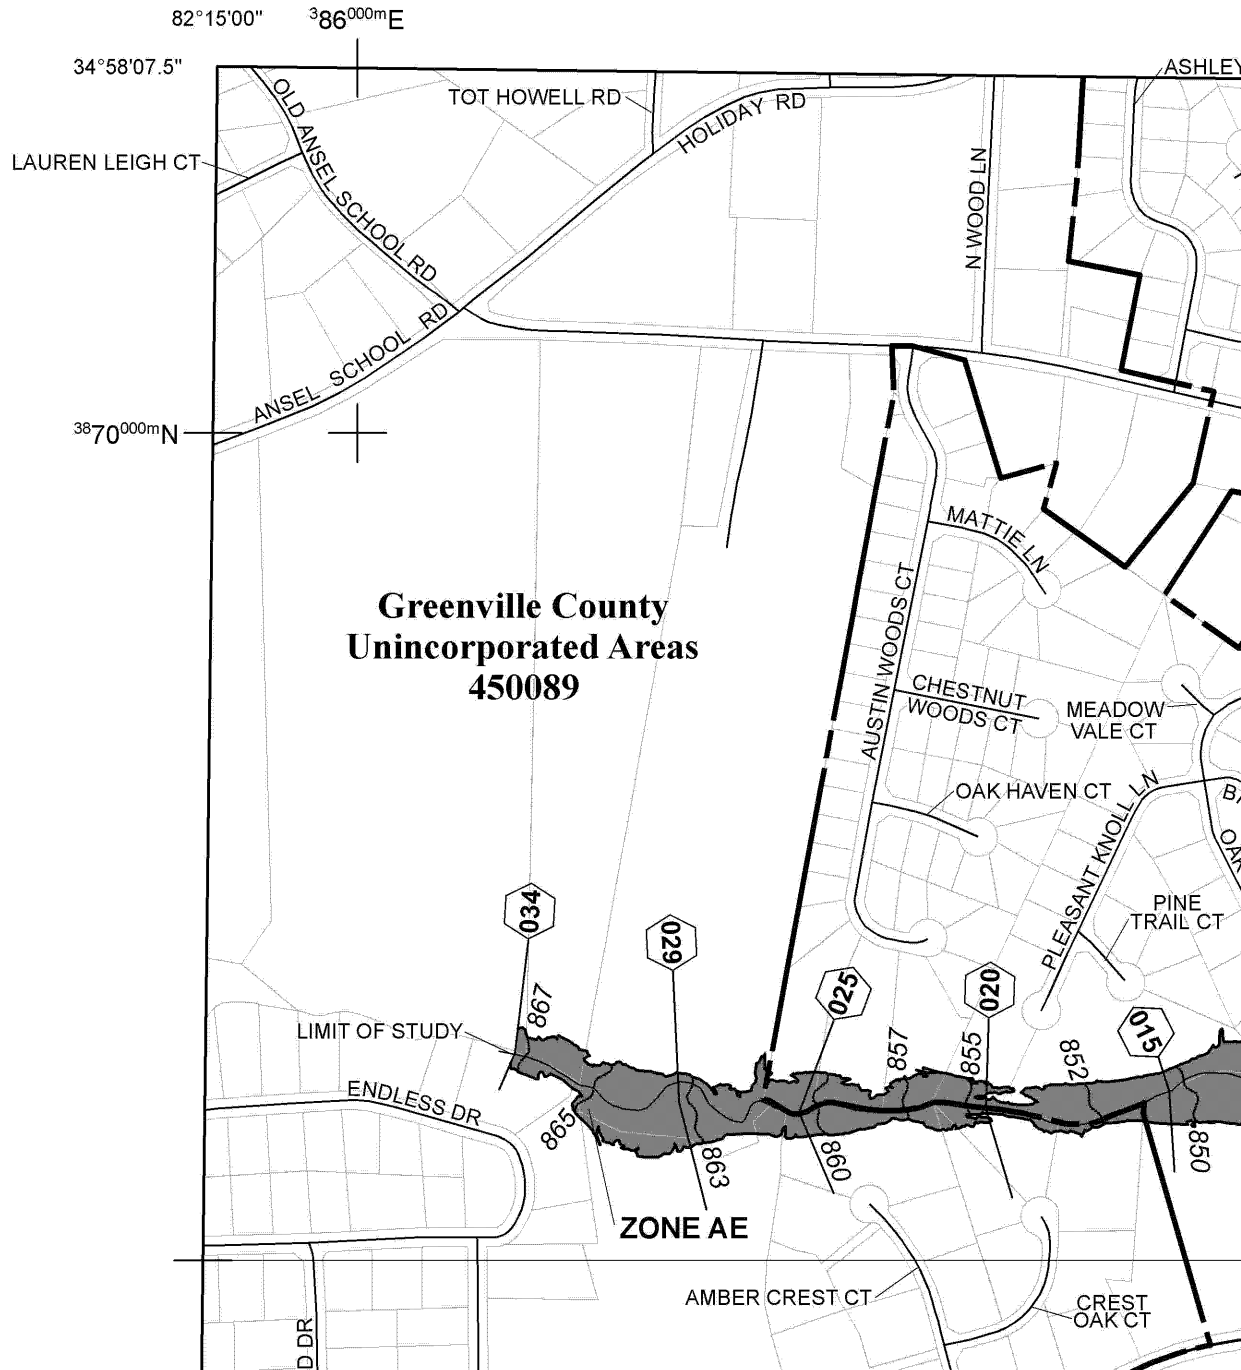 82°15'00"
386000mE
34°58'07.5"
ASHLEY
TOT HOWELL RD
HOLIDAY RD
OLD ANSEL SCHOOL RD
LAUREN LEIGH CT
N WOOD LN
ANSEL SCHOOL RD
3870000mN
MATTIE LN
AUSTIN WOODS CT
Greenville County
Unincorporated Areas
450089
CHESTNUT
WOODS CT
MEADOW
VALE CT
PLEASANT KNOLL LN
OAK HAVEN CT
OAK
PINE
TRAIL CT
034
029
025
020
015
867
LIMIT OF STUDY
857
855
852
ENDLESS DR
865
863
860
850
ZONE AE
AMBER CREST CT
CREST
OAK CT
D DR